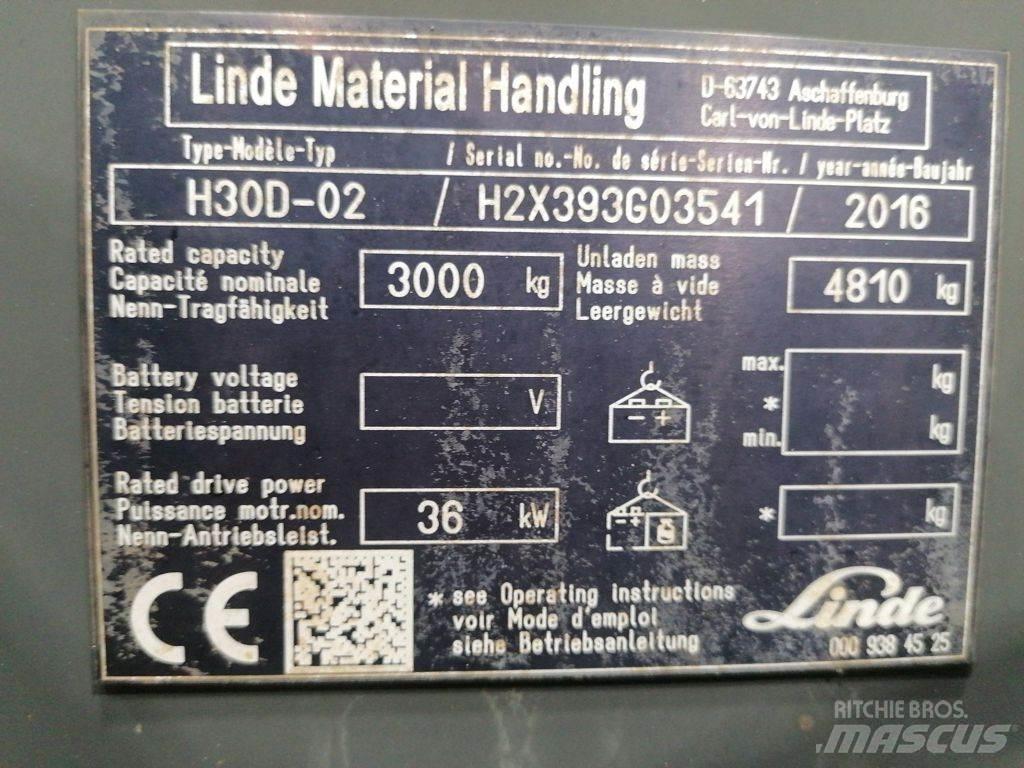 Linde Material Handling
D-63743 Aschaffenburg
Carl-von-Linde-Platz
Type-Modèle-Typ / Serial no.-No. de série-Serien-Nr. / year-année-Baujahr
H30D-02 / H2X393G03541 / 2016
Rated capacity
Capacité nominale
Nenn-Tragfähigkeit
3000 kg
Unladen mass
Masse à vide
Leergewicht
4810 kg
Battery voltage
Tension batterie
Batteriespannung
V
- +
max. kg
*
min. kg
Rated drive power
Puissance motr.nom.
Nenn-Antriebsleist.
36 kW
- +
* kg
CE
* see Operating instructions
voir Mode d'emploi
siehe Betriebsanleitung
Linde
000 938 45 25
RITCHIE BROS.
MASCUS